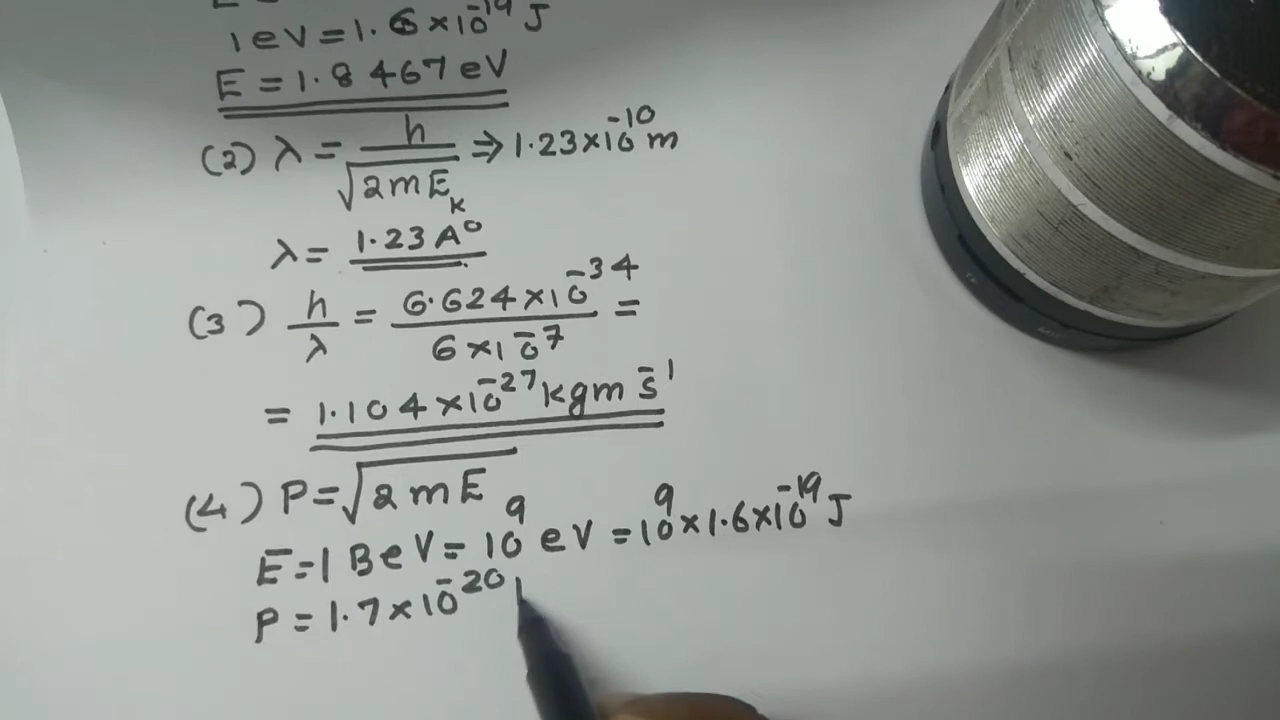 1eV = 1.6×10⁻¹⁹ J
E = 1.8467 eV
(2) λ = h/√2mEₖ ⇒ 1.23×10⁻¹⁰ m
λ = 1.23 A⁰
(3) h/λ = 6.624×10⁻³⁴/6×10⁻⁷ =
= 1.104×10⁻²⁷ kgm s⁻¹
(4) P = √2mE
E = 1 BeV = 10⁹ eV = 10⁹×1.6×10⁻¹⁹ J
P = 1.7×10⁻²⁰